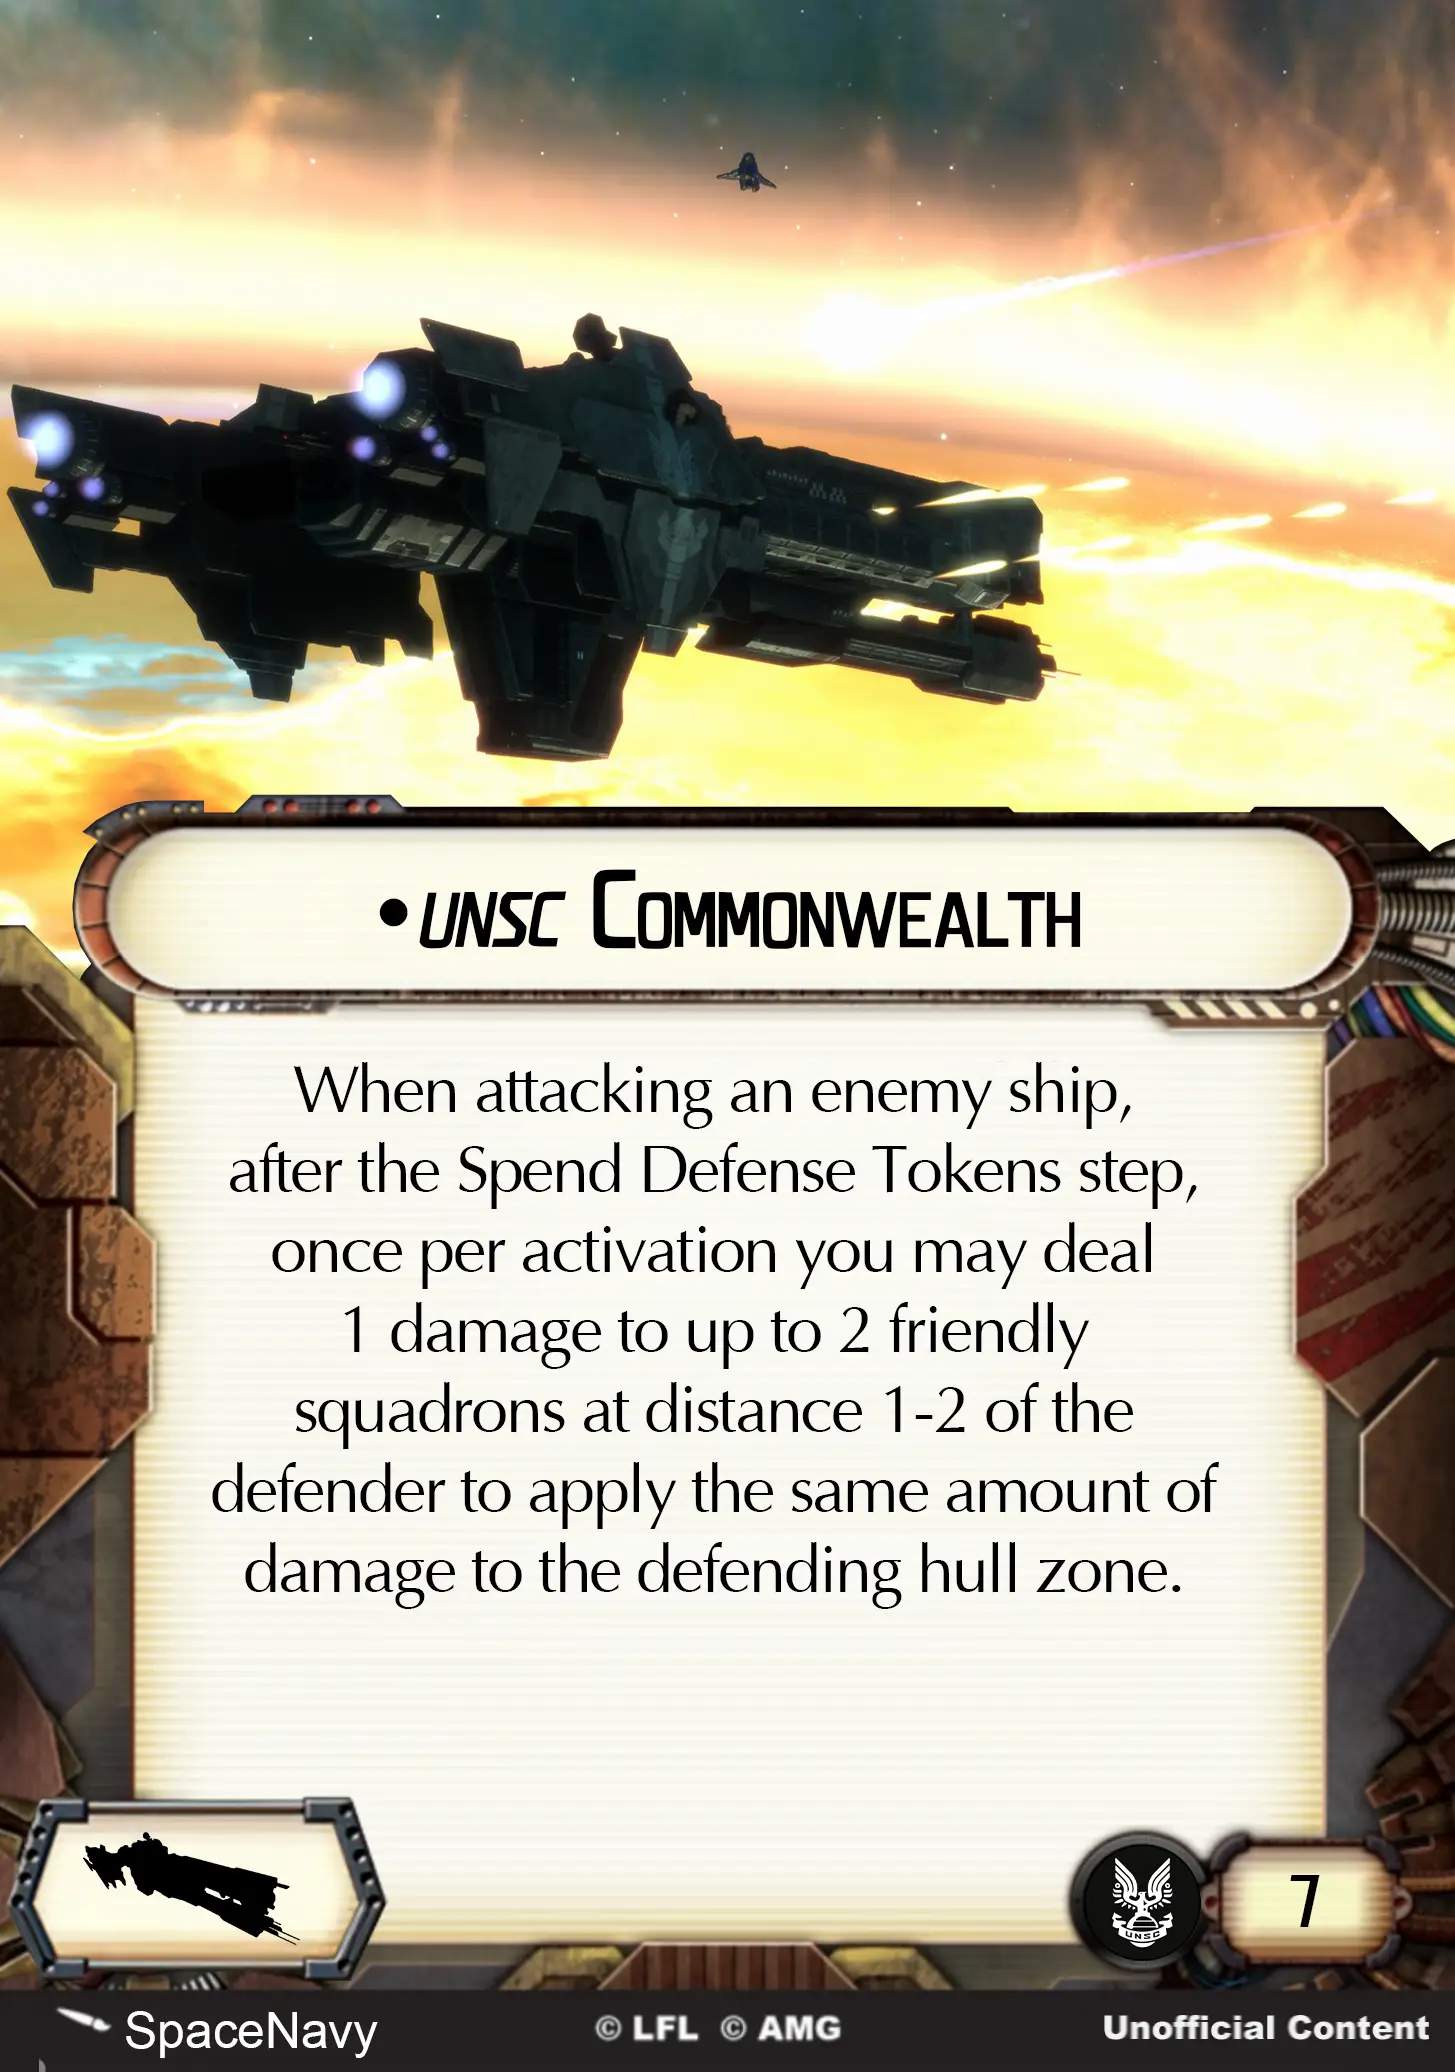 •UNSC COMMONWEALTH
When attacking an enemy ship,
after the Spend Defense Tokens step,
once per activation you may deal
1 damage to up to 2 friendly
squadrons at distance 1-2 of the
defender to apply the same amount of
damage to the defending hull zone.
UNSC
7
SpaceNavy
© LFL © AMG
Unofficial Content